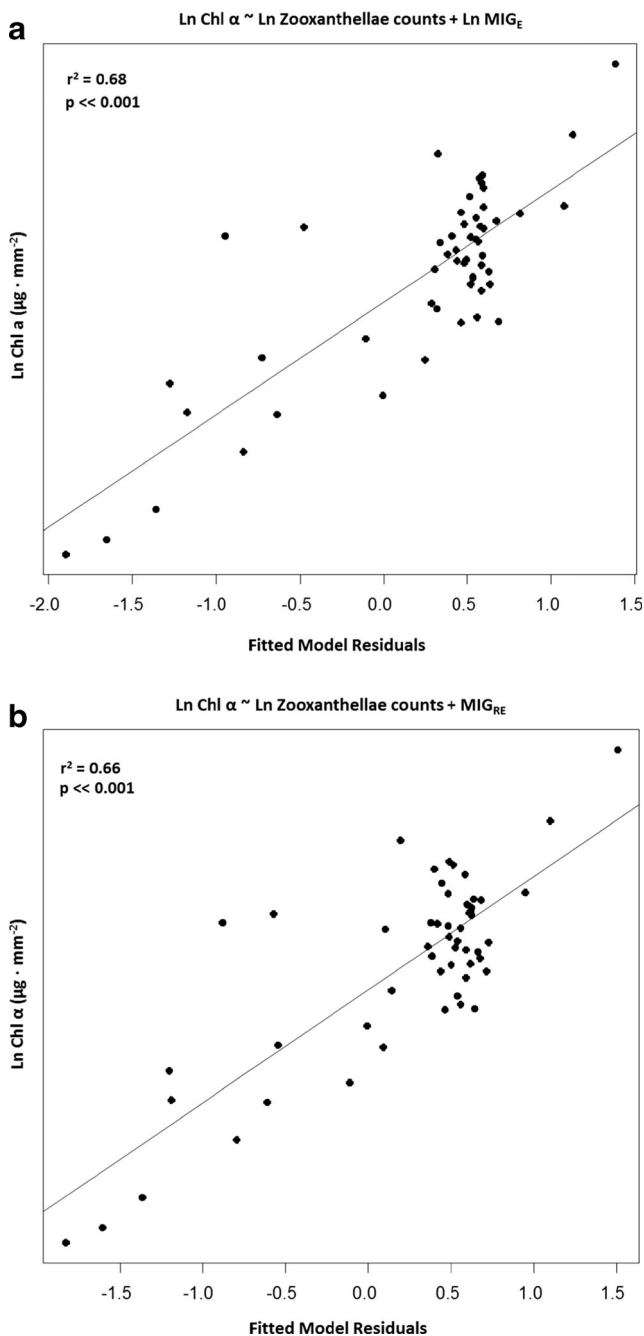 a
Ln Chl α ~ Ln Zooxanthellae counts + Ln MIG_E
r² = 0.68
p << 0.001
Ln Chl a (µg · mm⁻²)
-2.0 -1.5 -1.0 -0.5 0.0 0.5 1.0 1.5
Fitted Model Residuals
b
Ln Chl α ~ Ln Zooxanthellae counts + MIG_RE
r² = 0.66
p << 0.001
Ln Chl α (µg · mm⁻²)
-1.5 -1.0 -0.5 0.0 0.5 1.0 1.5
Fitted Model Residuals